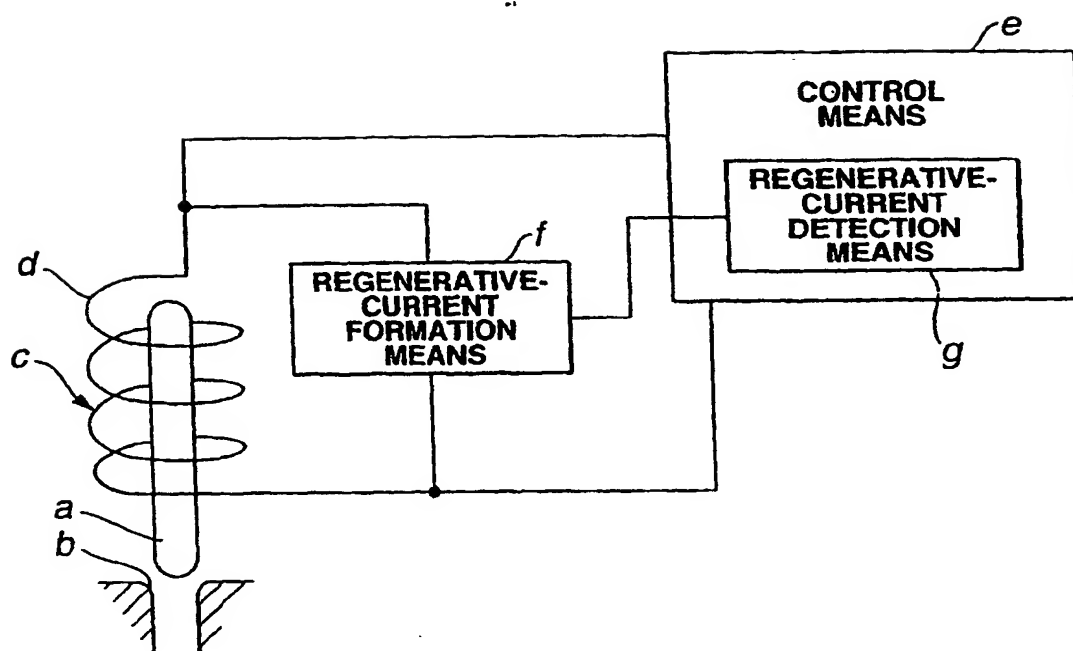 e
CONTROL
MEANS
REGENERATIVE-
CURRENT
DETECTION
MEANS
f
d
REGENERATIVE-
CURRENT
FORMATION
MEANS
g
c
a
b